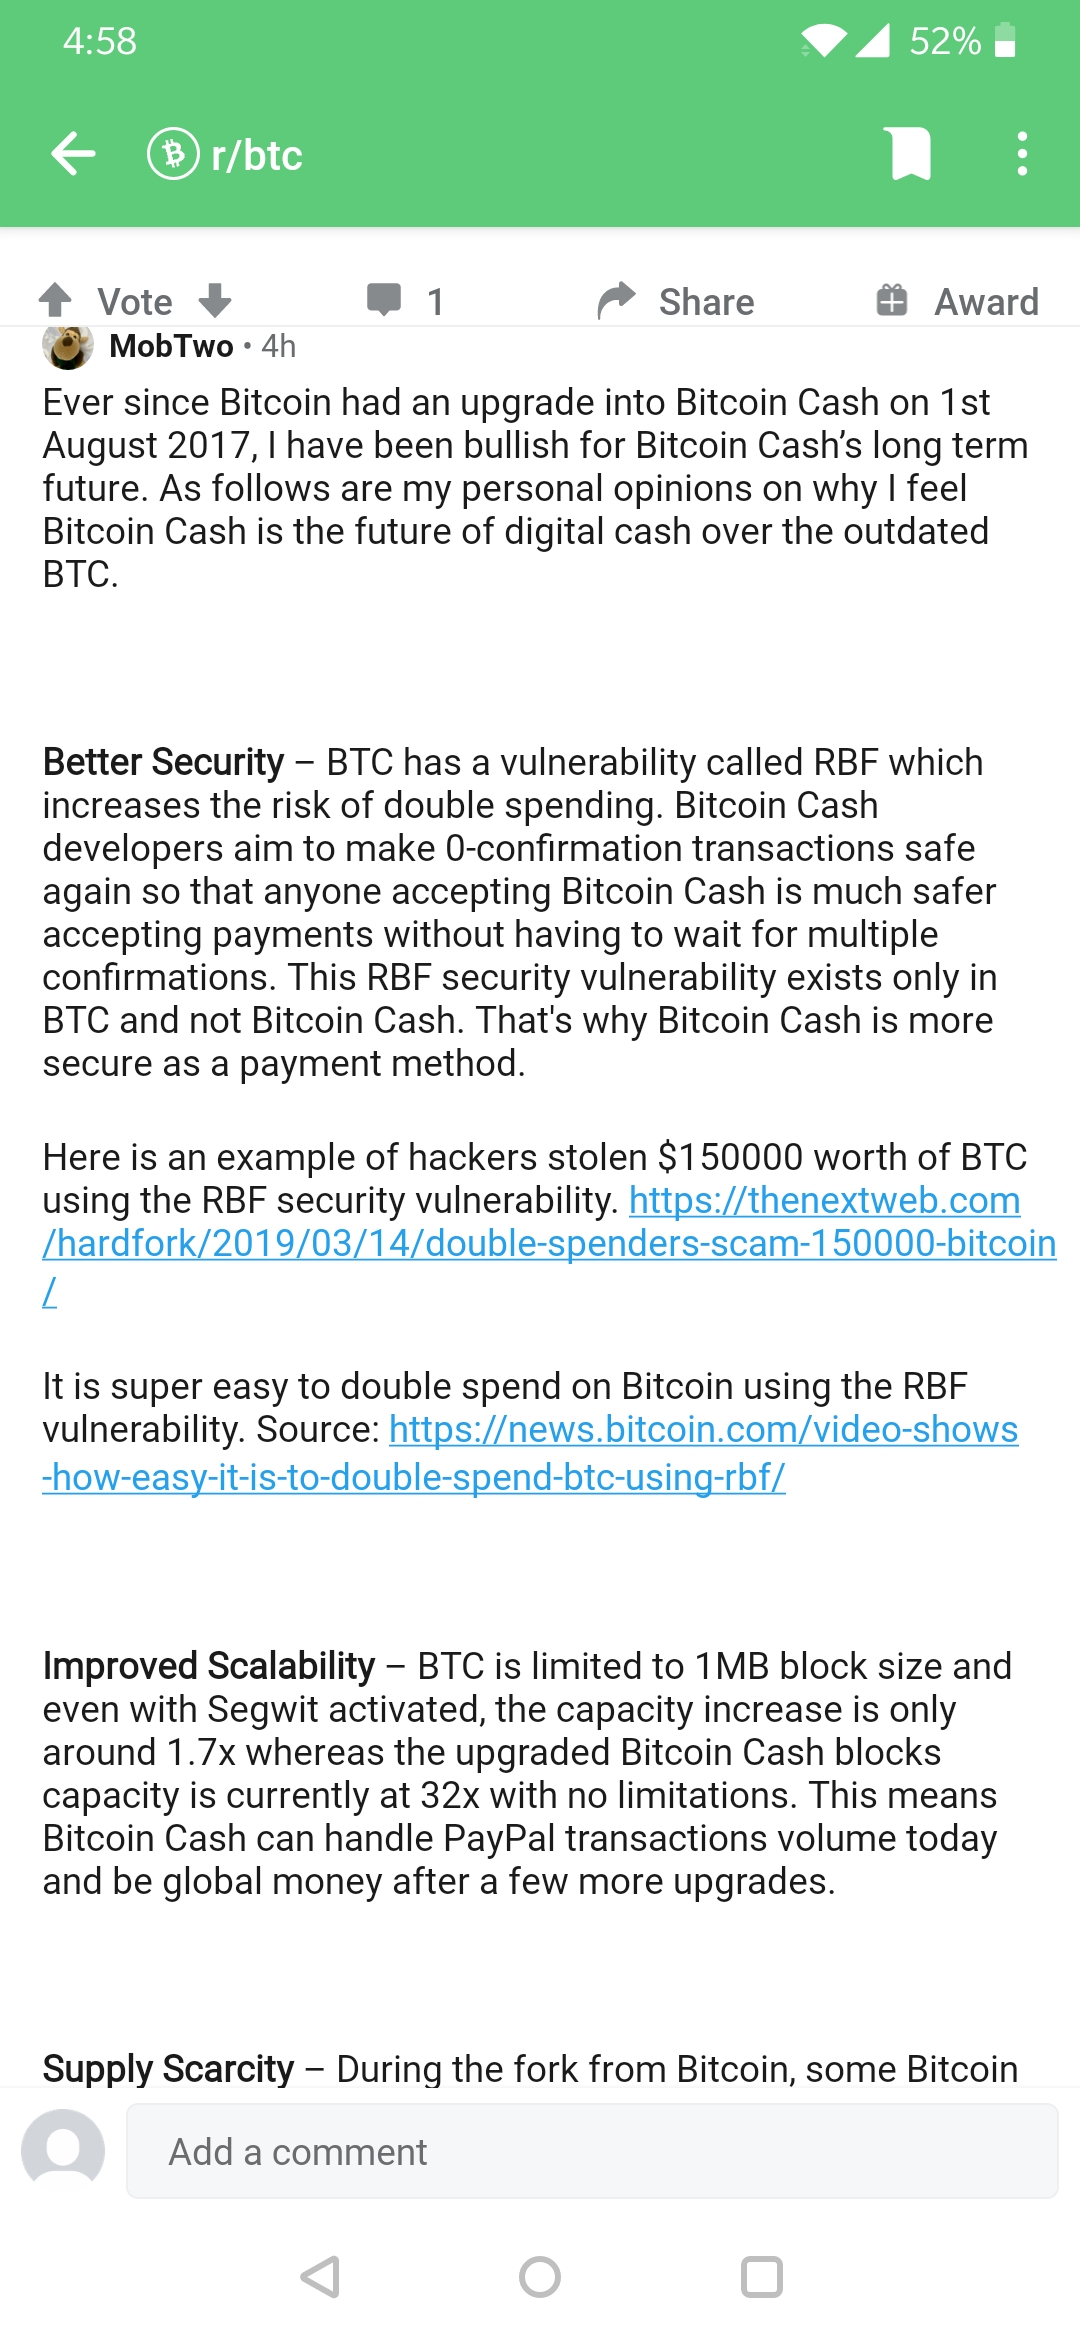 4:58
52%
r/btc
Vote
1
Share
Award
MobTwo • 4h
Ever since Bitcoin had an upgrade into Bitcoin Cash on 1st
August 2017, I have been bullish for Bitcoin Cash’s long term
future. As follows are my personal opinions on why I feel
Bitcoin Cash is the future of digital cash over the outdated
BTC.
Better Security – BTC has a vulnerability called RBF which
increases the risk of double spending. Bitcoin Cash
developers aim to make 0-confirmation transactions safe
again so that anyone accepting Bitcoin Cash is much safer
accepting payments without having to wait for multiple
confirmations. This RBF security vulnerability exists only in
BTC and not Bitcoin Cash. That's why Bitcoin Cash is more
secure as a payment method.
Here is an example of hackers stolen $150000 worth of BTC
using the RBF security vulnerability. https://thenextweb.com
/hardfork/2019/03/14/double-spenders-scam-150000-bitcoin
/
It is super easy to double spend on Bitcoin using the RBF
vulnerability. Source: https://news.bitcoin.com/video-shows
-how-easy-it-is-to-double-spend-btc-using-rbf/
Improved Scalability – BTC is limited to 1MB block size and
even with Segwit activated, the capacity increase is only
around 1.7x whereas the upgraded Bitcoin Cash blocks
capacity is currently at 32x with no limitations. This means
Bitcoin Cash can handle PayPal transactions volume today
and be global money after a few more upgrades.
Supply Scarcity – During the fork from Bitcoin, some Bitcoin
Add a comment